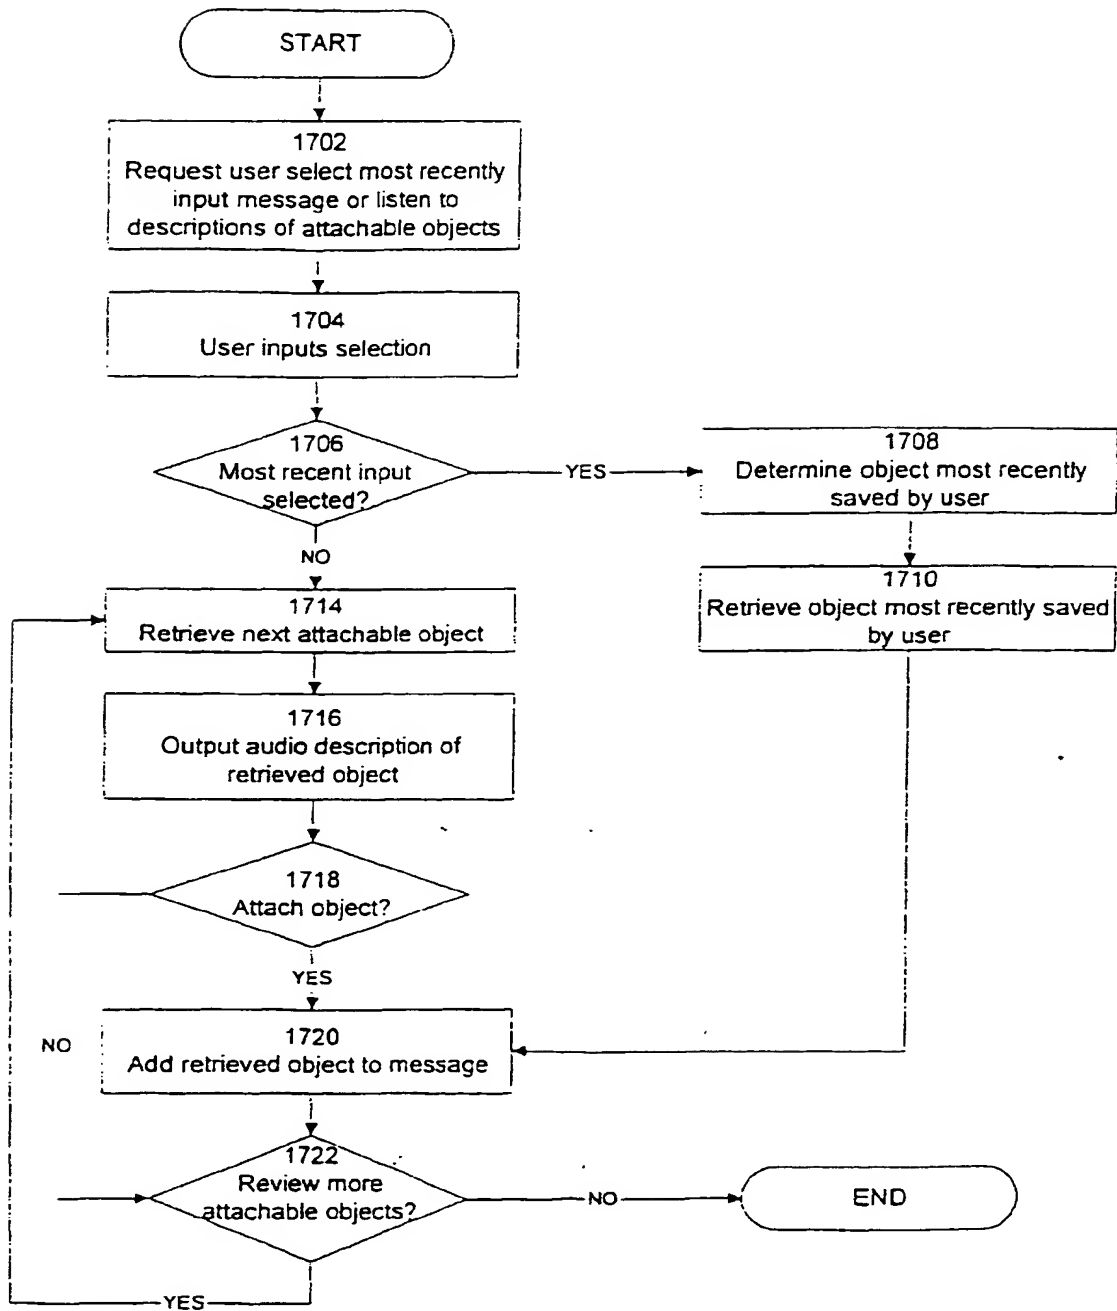 START
1702
Request user select most recently
input message or listen to
descriptions of attachable objects
1704
User inputs selection
1706
Most recent input
selected?
YES
1708
Determine object most recently
saved by user
NO
1710
Retrieve object most recently saved
by user
1714
Retrieve next attachable object
1716
Output audio description of
retrieved object
1718
Attach object?
YES
NO
1720
Add retrieved object to message
1722
Review more
attachable objects?
NO
END
YES